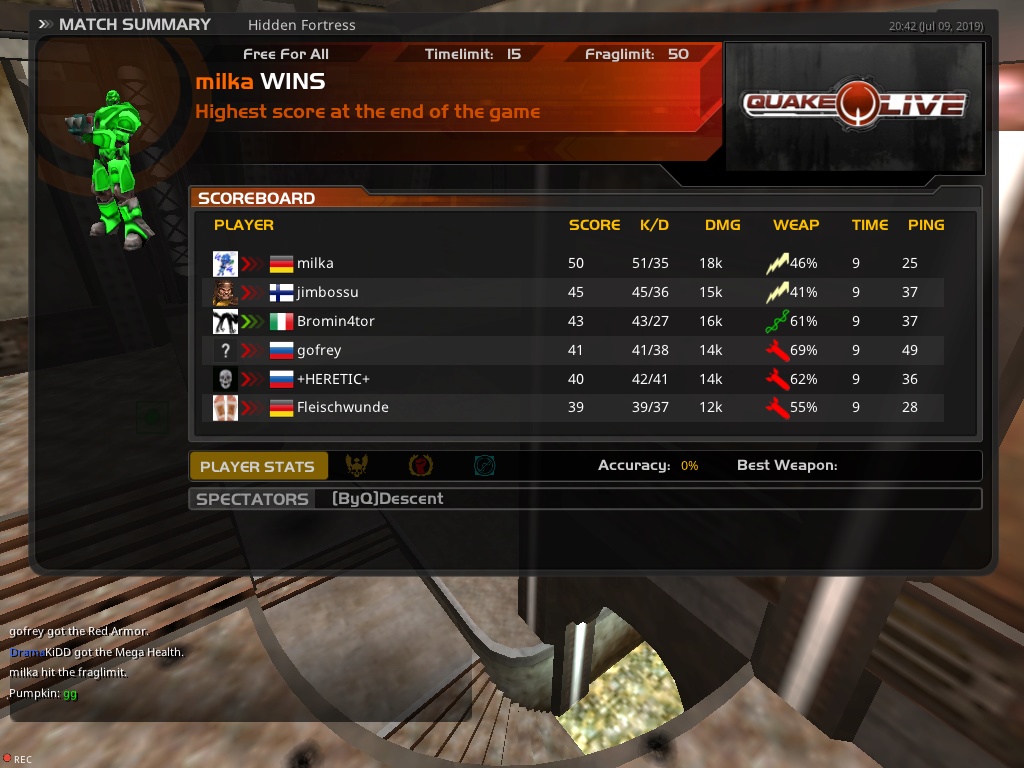 MATCH SUMMARY Hidden Fortress 20:42 (Jul 09, 2019)
Free For All Timelimit: 15 Fraglimit: 50
milka WINS
Highest score at the end of the game
QUAKE LIVE
SCOREBOARD
PLAYER SCORE K/D DMG WEAP TIME PING
milka 50 51/35 18k 46% 9 25
jimbossu 45 45/36 15k 41% 9 37
Bromin4tor 43 43/27 16k 61% 9 37
? gofrey 41 41/38 14k 69% 9 49
+HERETIC+ 40 42/41 14k 62% 9 36
Fleischwunde 39 39/37 12k 55% 9 28
PLAYER STATS Accuracy: 0% Best Weapon:
SPECTATORS [ByQ]Descent
gofrey got the Red Armor.
DramaKiDD got the Mega Health.
milka hit the fraglimit.
Pumpkin: gg
REC